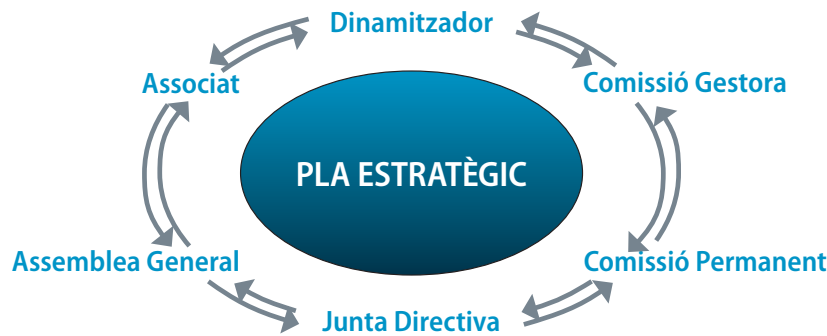 Dinamitzador
Associat
Comissió Gestora
PLA ESTRATÈGIC
Assemblea General
Comissió Permanent
Junta Directiva